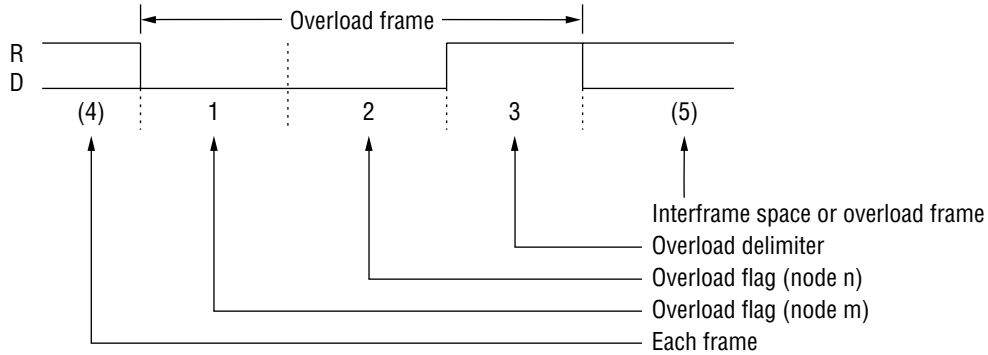 Overload frame
R
D
(4) 1 2 3 (5)
Interframe space or overload frame
Overload delimiter
Overload flag (node n)
Overload flag (node m)
Each frame